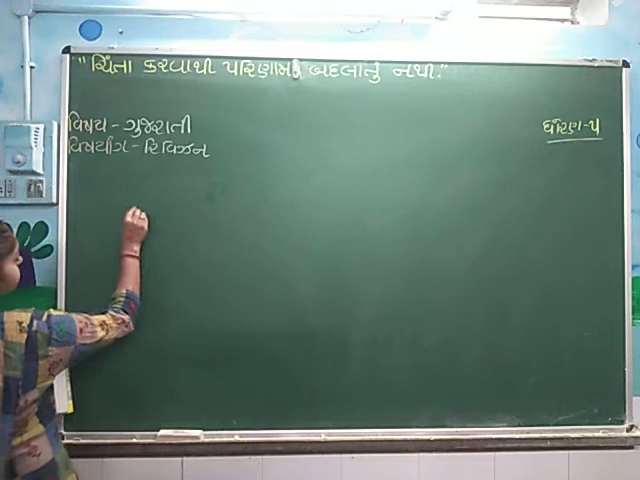 "ચિંતા કરવાથી પરિણામ બદલાતું નથી."
વિષય - ગુજરાતી
ધોરણ-૫
વિષયાંગ - રિવિઝન